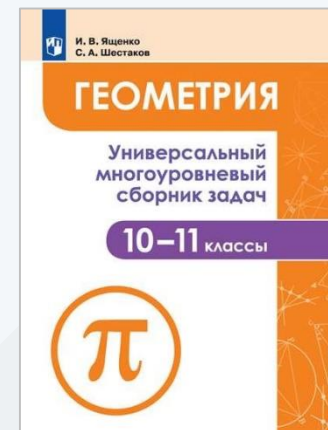 И. В. Ященко
С. А. Шестаков
ГЕОМЕТРИЯ
Универсальный
многоуровневый
сборник задач
10–11 классы
π